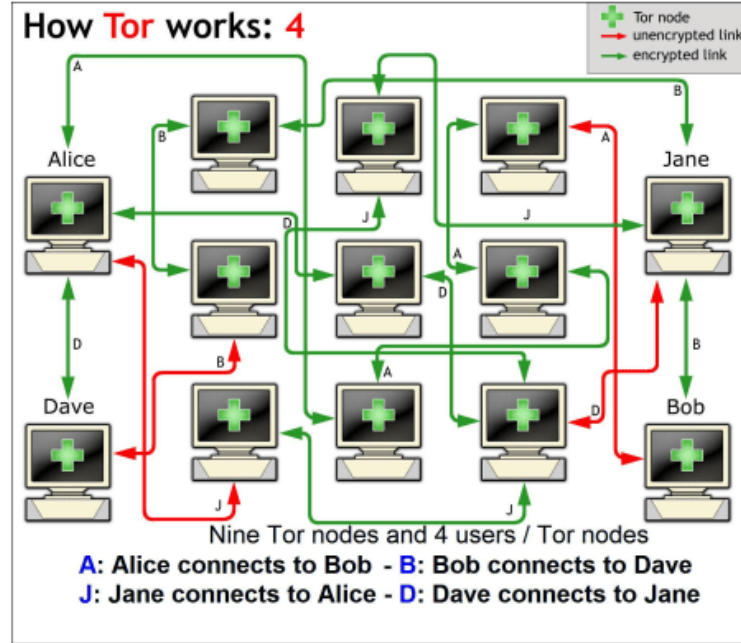 How Tor works: 4
Tor node
unencrypted link
encrypted link
A
B
Alice
B
A
Jane
J
D
J
A
D
D
B
B
A
Dave
D
Bob
J
J
Nine Tor nodes and 4 users / Tor nodes
A: Alice connects to Bob - B: Bob connects to Dave
J: Jane connects to Alice - D: Dave connects to Jane